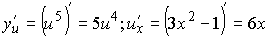 y′ᵤ = (u⁵)′ = 5u⁴; u′ₓ = (3x² − 1)′ = 6x